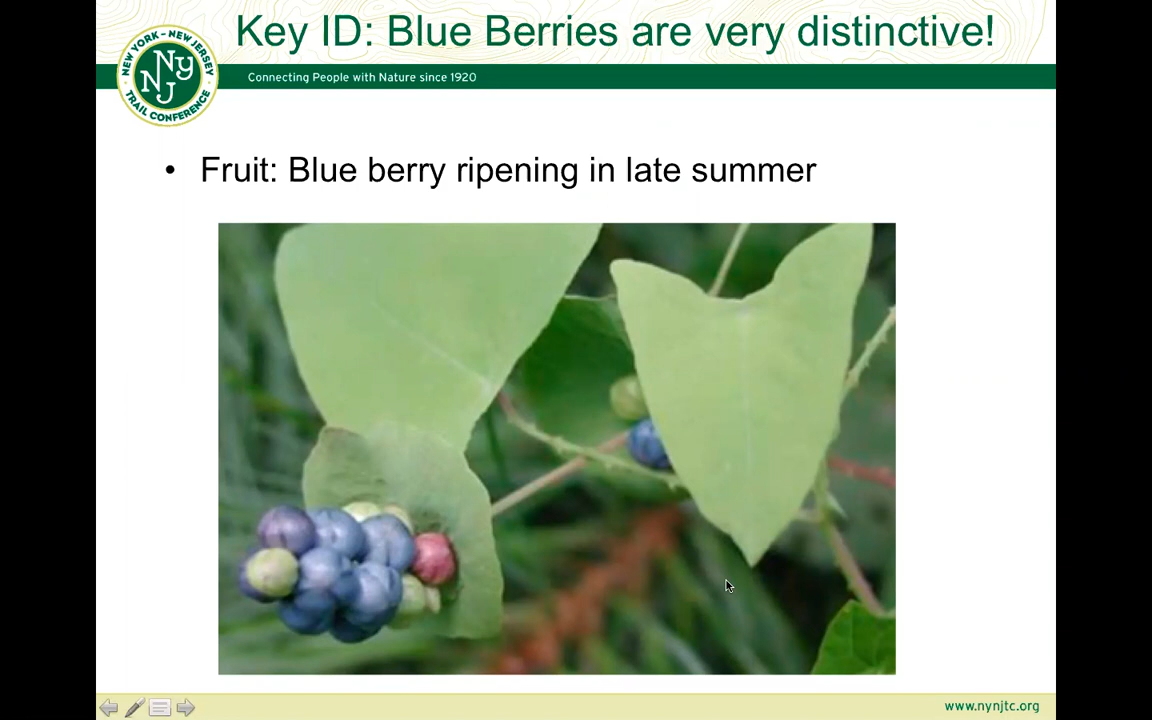 Key ID: Blue Berries are very distinctive!
NEW YORK - NEW JERSEY
NY
NJ
TRAIL CONFERENCE
Connecting People with Nature since 1920
• Fruit: Blue berry ripening in late summer
www.nynjtc.org